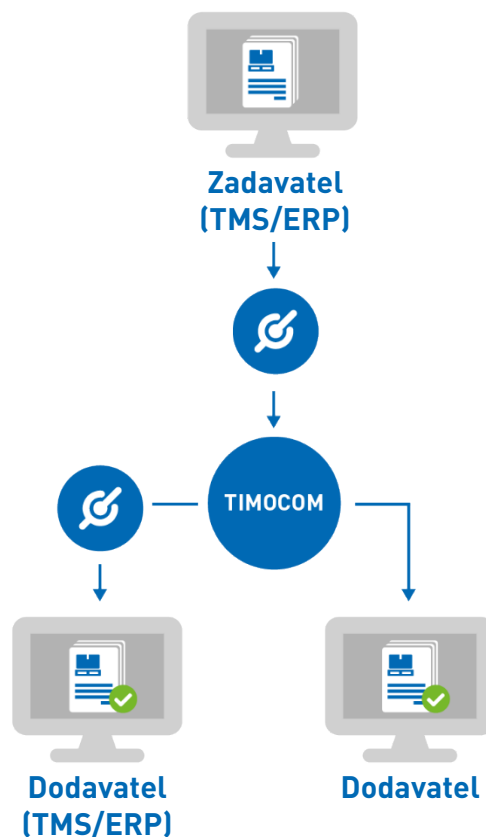 Zadavatel
(TMS/ERP)
TIMOCOM
Dodavatel
(TMS/ERP)
Dodavatel